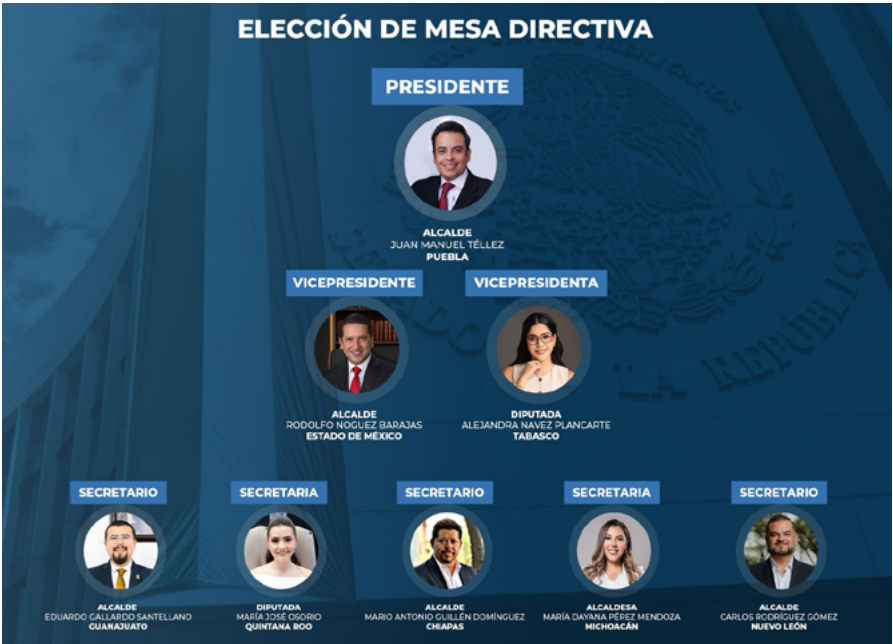 ELECCIÓN DE MESA DIRECTIVA
PRESIDENTE
ALCALDE
JUAN MANUEL TÉLLEZ
PUEBLA
VICEPRESIDENTE
ALCALDE
RODOLFO NOGUEZ BARAJAS
ESTADO DE MÉXICO
VICEPRESIDENTA
DIPUTADA
ALEJANDRA NAVEZ PLANCARTE
TABASCO
SECRETARIO
ALCALDE
EDUARDO GALLARDO SANTELLANO
GUANAJUATO
SECRETARIA
DIPUTADA
MARÍA JOSÉ OSORIO
QUINTANA ROO
SECRETARIO
ALCALDE
MARIO ANTONIO GUILLÉN DOMÍNGUEZ
CHIAPAS
SECRETARIA
ALCALDESA
MARÍA DAYANA PÉREZ MENDOZA
MICHOACÁN
SECRETARIO
ALCALDE
CARLOS RODRÍGUEZ GÓMEZ
NUEVO LEÓN
LA REPUBLICA